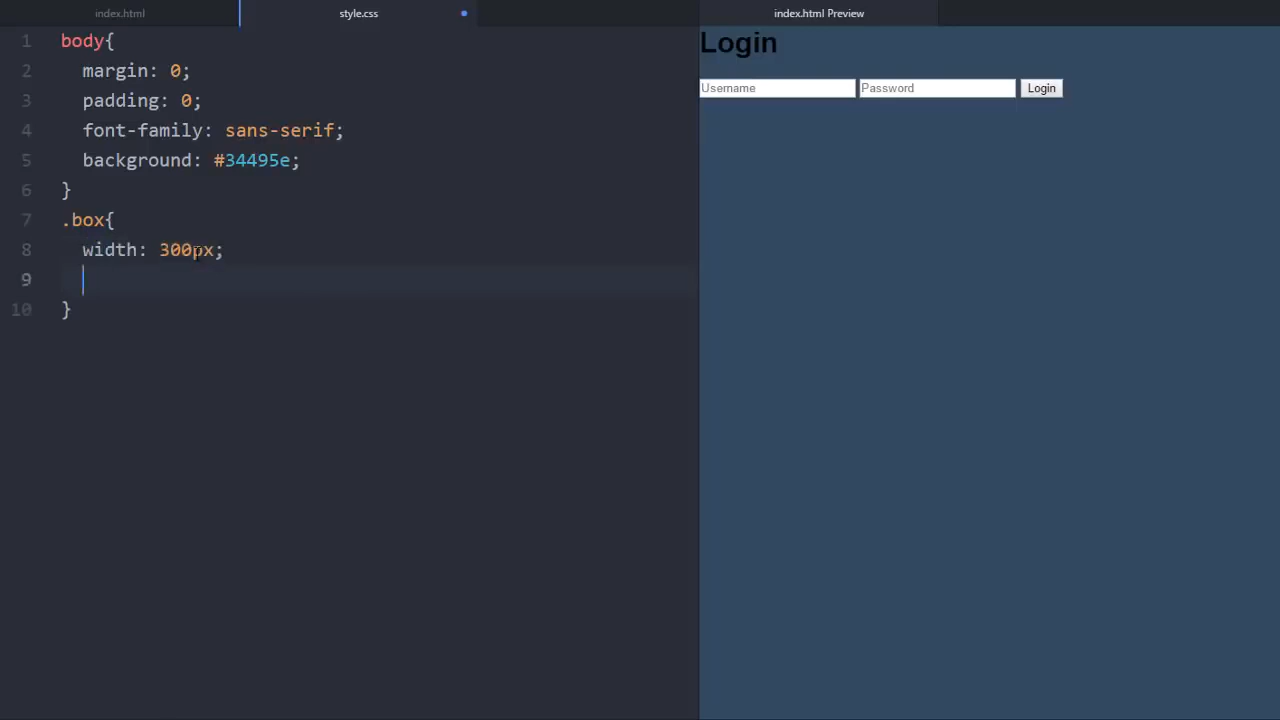 index.html
style.css
index.html Preview
1 body{
2 margin: 0;
3 padding: 0;
4 font-family: sans-serif;
5 background: #34495e;
6 }
7 .box{
8 width: 300px;
9
10 }
Login
Username Password Login